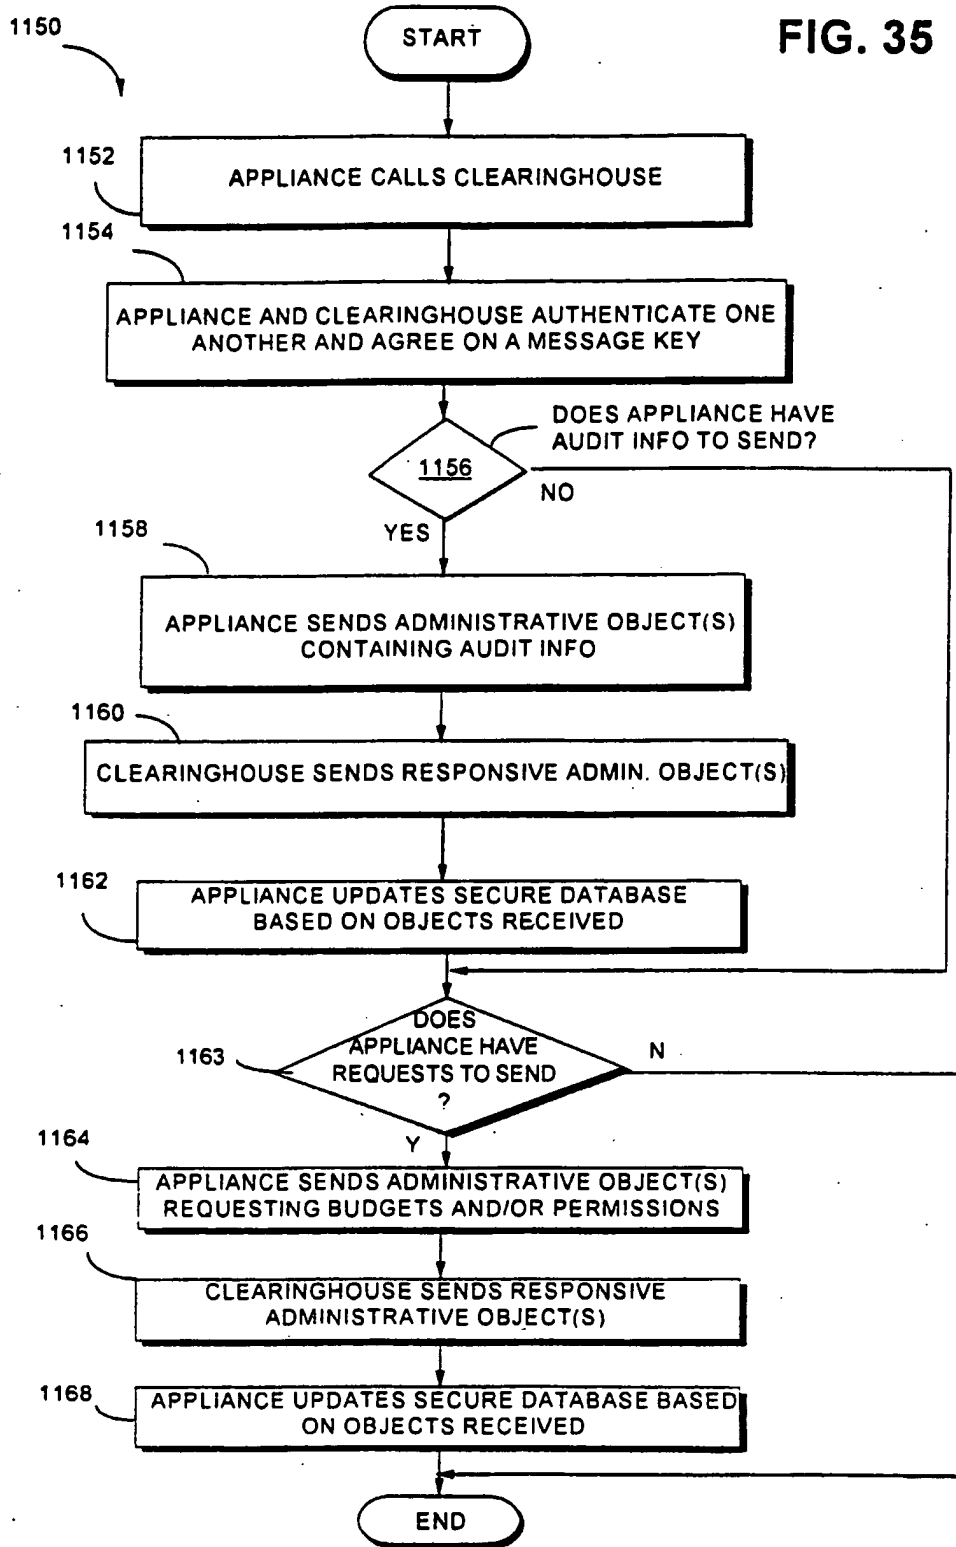 1150
START
FIG. 35
1152
APPLIANCE CALLS CLEARINGHOUSE
1154
APPLIANCE AND CLEARINGHOUSE AUTHENTICATE ONE
ANOTHER AND AGREE ON A MESSAGE KEY
DOES APPLIANCE HAVE
AUDIT INFO TO SEND?
1156
NO
YES
1158
APPLIANCE SENDS ADMINISTRATIVE OBJECT(S)
CONTAINING AUDIT INFO
1160
CLEARINGHOUSE SENDS RESPONSIVE ADMIN. OBJECT(S)
1162
APPLIANCE UPDATES SECURE DATABASE
BASED ON OBJECTS RECEIVED
1163
DOES
APPLIANCE HAVE
REQUESTS TO SEND
?
N
Y
1164
APPLIANCE SENDS ADMINISTRATIVE OBJECT(S)
REQUESTING BUDGETS AND/OR PERMISSIONS
1166
CLEARINGHOUSE SENDS RESPONSIVE
ADMINISTRATIVE OBJECT(S)
1168
APPLIANCE UPDATES SECURE DATABASE BASED
ON OBJECTS RECEIVED
END